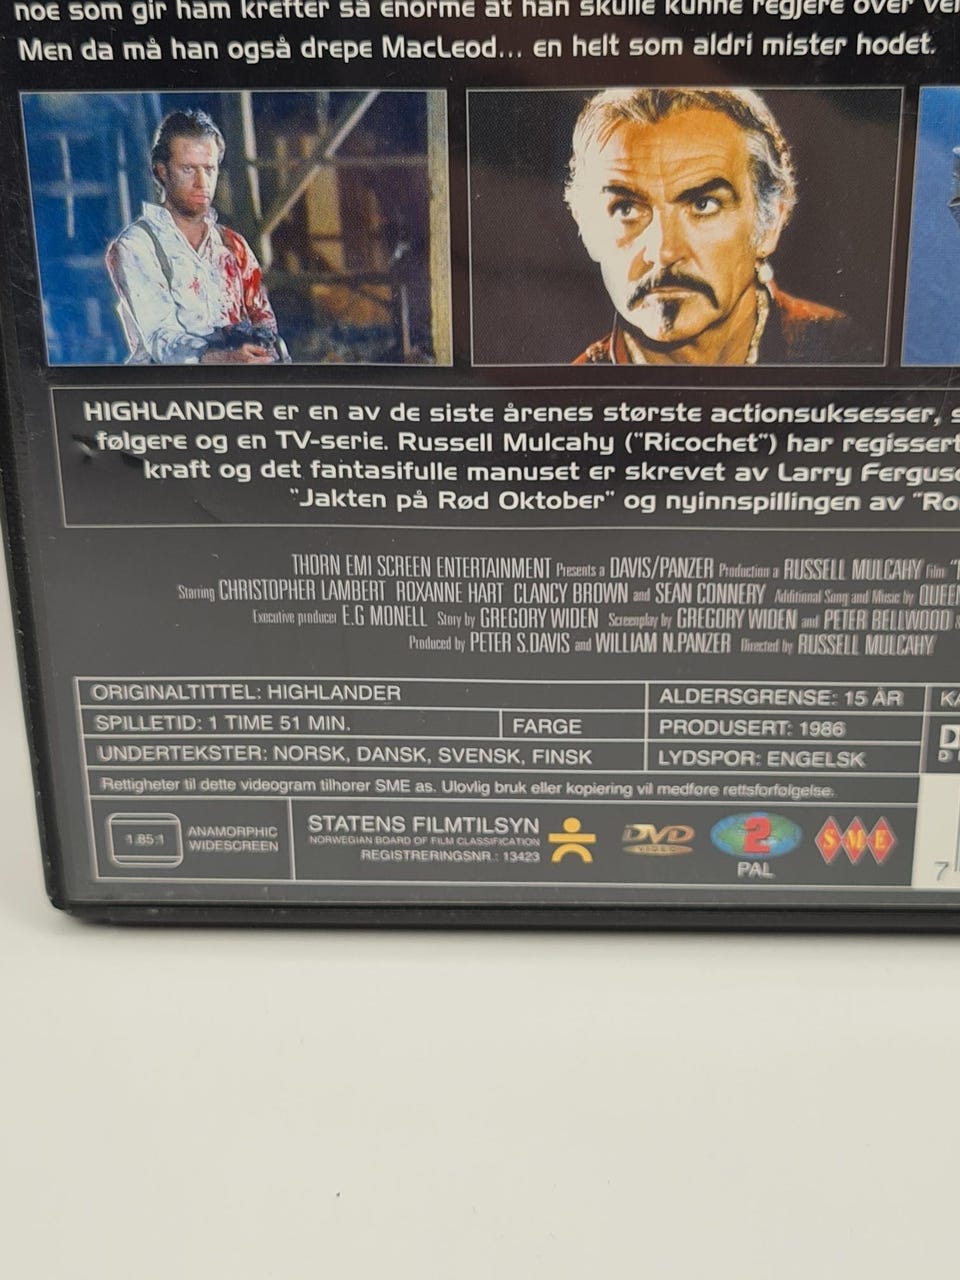 noe som gir ham krefter så enorme at han skulle kunne regjere over
Men da må han også drepe MacLeod... en helt som aldri mister hodet.
HIGHLANDER er en av de siste årenes største actionsuksesser,
følgere og en TV-serie. Russell Mulcahy ("Ricochet") har regissert
kraft og det fantasifulle manuset er skrevet av Larry
"Jakten på Rød Oktober" og nyinnspillingen av
THORN EMI SCREEN ENTERTAINMENT Presents a DAVIS/PANZER Production a RUSSELL MULCAHY Film
Starring CHRISTOPHER LAMBERT ROXANNE HART CLANCY BROWN and SEAN CONNERY Additional Song and Music by QUEEN
Executive producer E.G MONELL Story by GREGORY WIDEN Screenplay by GREGORY WIDEN and PETER BELLWOOD
Produced by PETER S.DAVIS and WILLIAM N.PANZER Directed by RUSSELL MULCAHY
ORIGINALTITTEL: HIGHLANDER ALDERSGRENSE: 15 ÅR
SPILLETID: 1 TIME 51 MIN. FARGE PRODUSERT: 1986
UNDERTEKSTER: NORSK, DANSK, SVENSK, FINSK LYDSPOR: ENGELSK
Rettigheter til dette videogram tilhører SME as. Ulovlig bruk eller kopiering vil medføre rettsforfølgelse.
1.85:1 ANAMORPHIC
WIDESCREEN
STATENS FILMTILSYN
NORWEGIAN BOARD OF FILM CLASSIFICATION
REGISTRERINGSNR.: 13423
DVD
VIDEO
2
PAL
SME
7